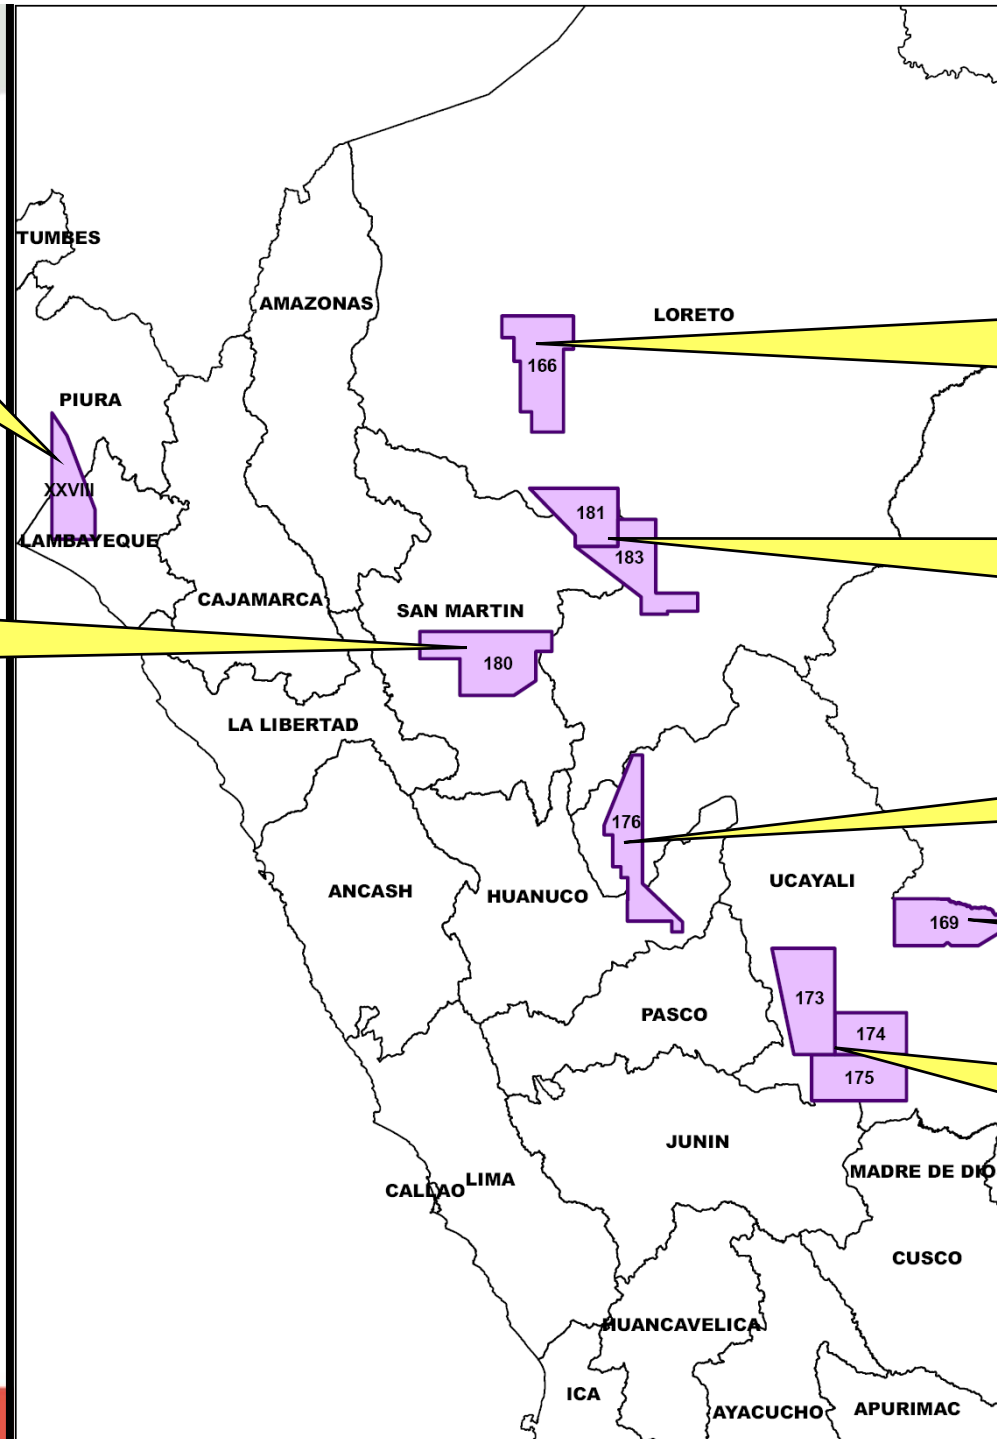 TUMBES
AMAZONAS
LORETO
166
PIURA
XXVIII
181
LAMBAYEQUE
183
CAJAMARCA
SAN MARTIN
180
LA LIBERTAD
176
UCAYALI
ANCASH
HUANUCO
169
173
PASCO
174
175
JUNIN
MADRE DE DIO
LIMA
CALLAO
CUSCO
HUANCAVELICA
ICA
AYACUCHO
APURIMAC